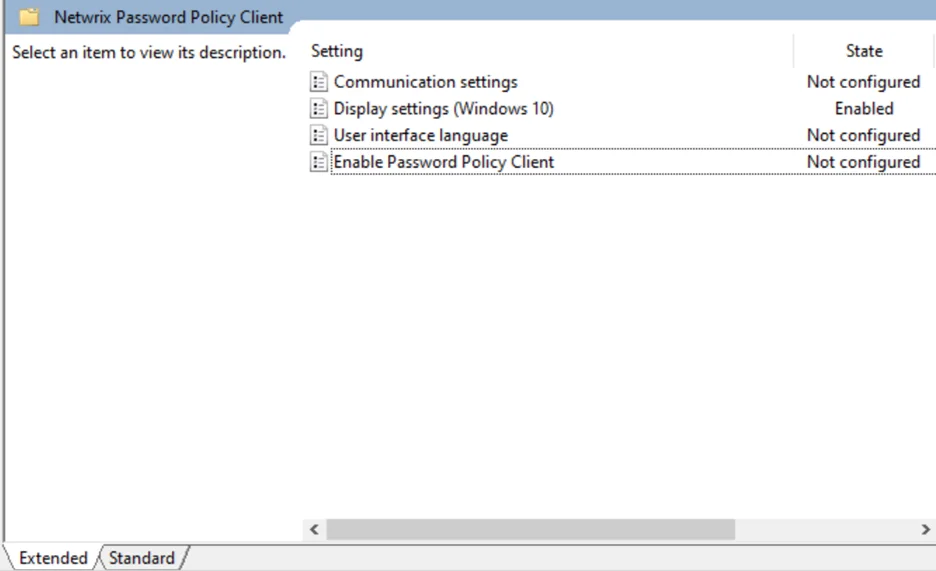 Netwrix Password Policy Client
Select an item to view its description.
Setting State
Communication settings Not configured
Display settings (Windows 10) Enabled
User interface language Not configured
Enable Password Policy Client Not configured
Extended Standard